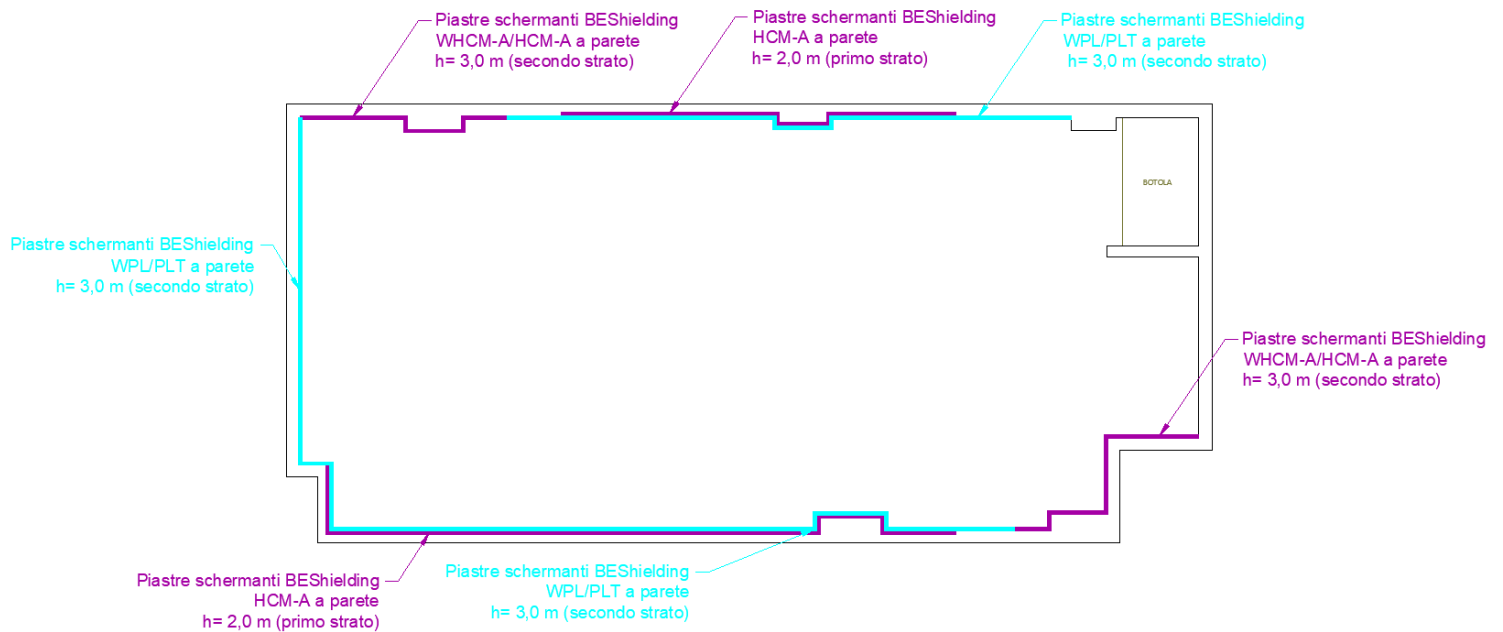 Piastre schermanti BEShielding
WHCM-A/HCM-A a parete
h= 3,0 m (secondo strato)
Piastre schermanti BEShielding
HCM-A a parete
h= 2,0 m (primo strato)
Piastre schermanti BEShielding
WPL/PLT a parete
h= 3,0 m (secondo strato)
BOTOLA
Piastre schermanti BEShielding
WPL/PLT a parete
h= 3,0 m (secondo strato)
Piastre schermanti BEShielding
WHCM-A/HCM-A a parete
h= 3,0 m (secondo strato)
Piastre schermanti BEShielding
HCM-A a parete
h= 2,0 m (primo strato)
Piastre schermanti BEShielding
WPL/PLT a parete
h= 3,0 m (secondo strato)